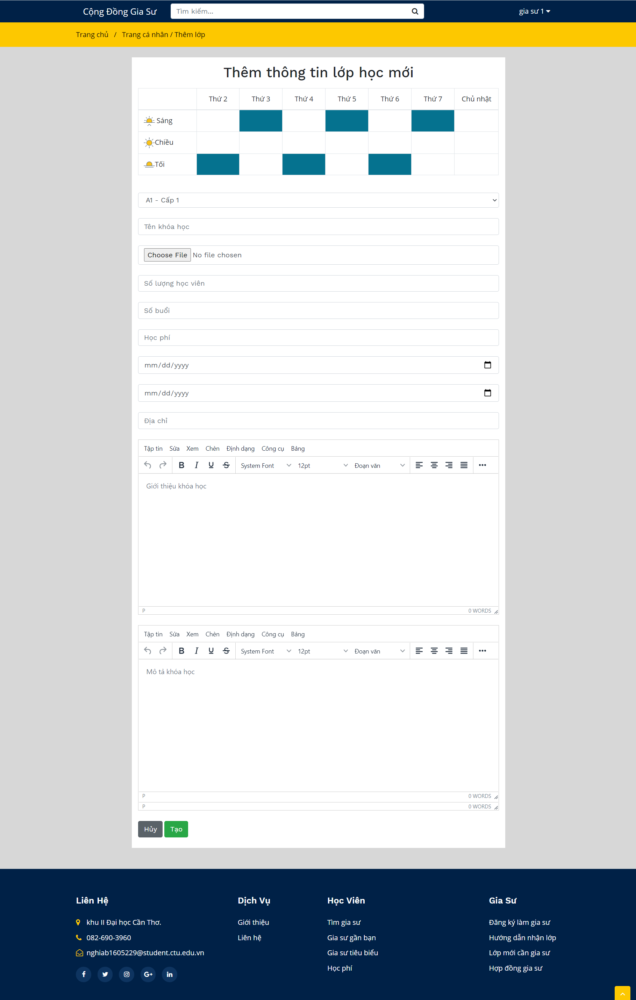 Cộng Đồng Gia Sư
Tìm kiếm...
gia sư 1
Trang chủ / Trang cá nhân / Thêm lớp
Thêm thông tin lớp học mới
Thứ 2 Thứ 3 Thứ 4 Thứ 5 Thứ 6 Thứ 7 Chủ nhật
Sáng
Chiều
Tối
A1 - Cấp 1
Tên khóa học
Choose File No file chosen
Số lượng học viên
Số buổi
Học phí
mm/dd/yyyy
mm/dd/yyyy
Địa chỉ
Tập tin Sửa Xem Chèn Định dạng Công cụ Bảng
B I U S System Font 12pt Đoạn văn
Giới thiệu khóa học
P 0 WORDS
Tập tin Sửa Xem Chèn Định dạng Công cụ Bảng
B I U S System Font 12pt Đoạn văn
Mô tả khóa học
P 0 WORDS
P 0 WORDS
Hủy Tạo
Liên Hệ
khu II Đại học Cần Thơ.
082-690-3960
nghiab1605229@student.ctu.edu.vn
Dịch Vụ
Giới thiệu
Liên hệ
Học Viên
Tìm gia sư
Gia sư gần bạn
Gia sư tiêu biểu
Học phí
Gia Sư
Đăng ký làm gia sư
Hướng dẫn nhận lớp
Lớp mới cần gia sư
Hợp đồng gia sư